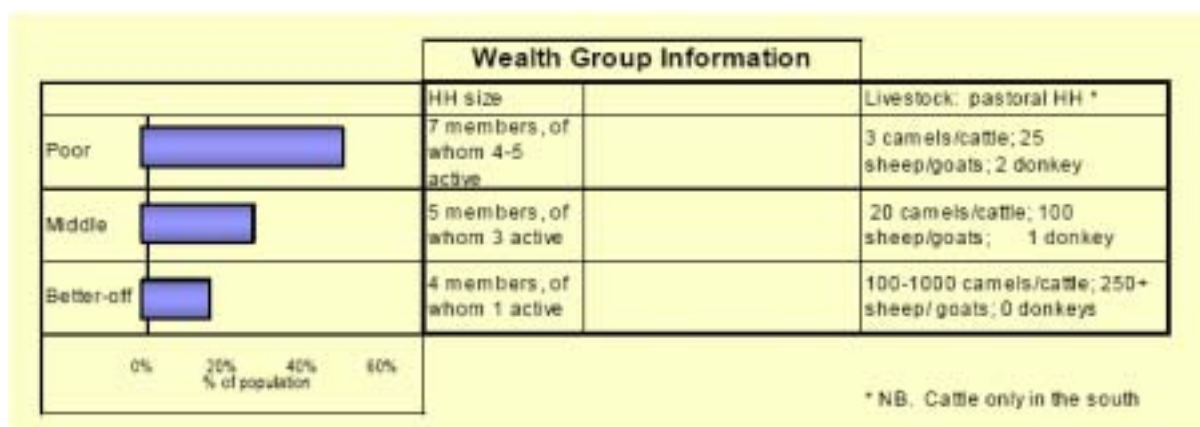 Wealth Group Information
HH size
Livestock: pastoral HH *
Poor
7 members, of
whom 4-5
active
3 camels/cattle; 25
sheep/goats; 2 donkey
Middle
5 members, of
whom 3 active
20 camels/cattle; 100
sheep/goats; 1 donkey
Better-off
4 members, of
whom 1 active
100-1000 camels/cattle; 250+
sheep/ goats; 0 donkeys
0% 20% 40% 60%
% of population
* NB. Cattle only in the south